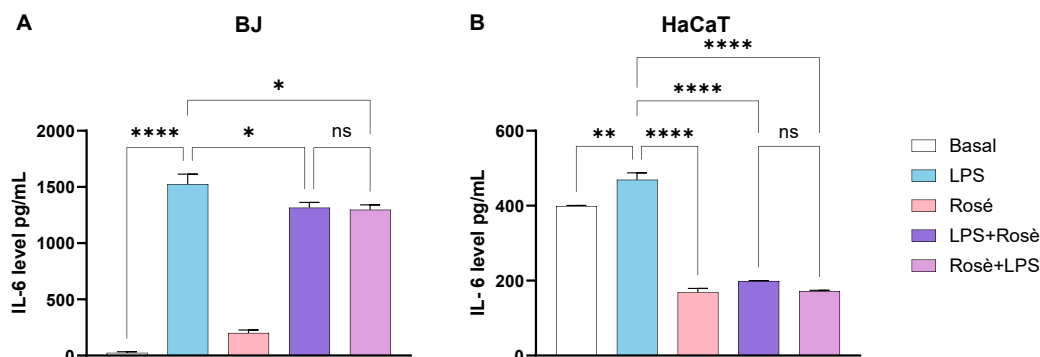 A BJ
B HaCaT
*
****
*
ns
2000
1500
1000
500
0
IL-6 level pg/mL
****
****
**
****
ns
600
400
200
0
IL- 6 level pg/mL
Basal
LPS
Rosé
LPS+Rosè
Rosè+LPS